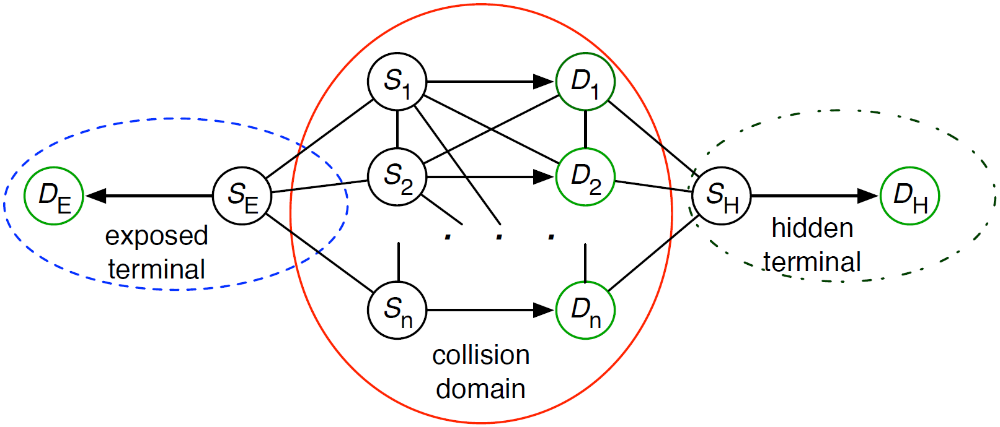 S1
D1
S2
D2
DE
SE
SH
DH
exposed
terminal
hidden
terminal
. . .
Sn
Dn
collision
domain